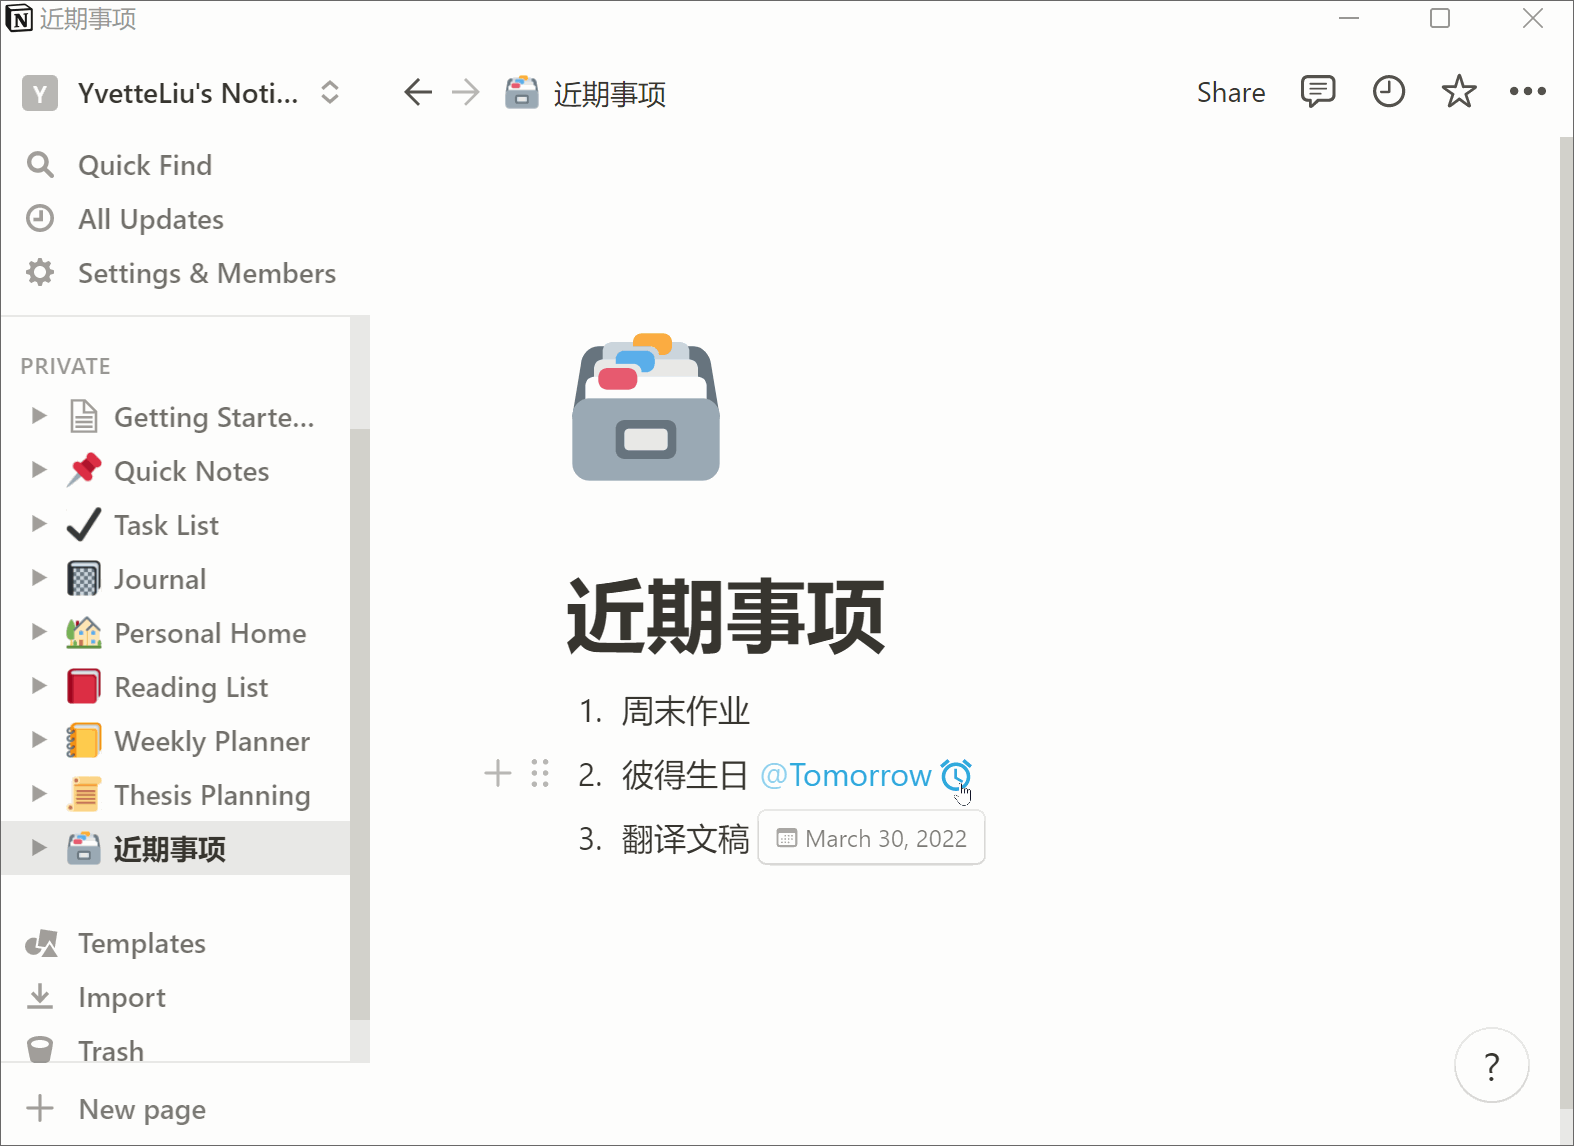 近期事项
Y YvetteLiu's Noti...
近期事项
Share
Quick Find
All Updates
Settings & Members
PRIVATE
Getting Starte...
Quick Notes
Task List
Journal
Personal Home
Reading List
Weekly Planner
Thesis Planning
近期事项
Templates
Import
Trash
New page
近期事项
1. 周末作业
2. 彼得生日 @Tomorrow
3. 翻译文稿
March 30, 2022
?